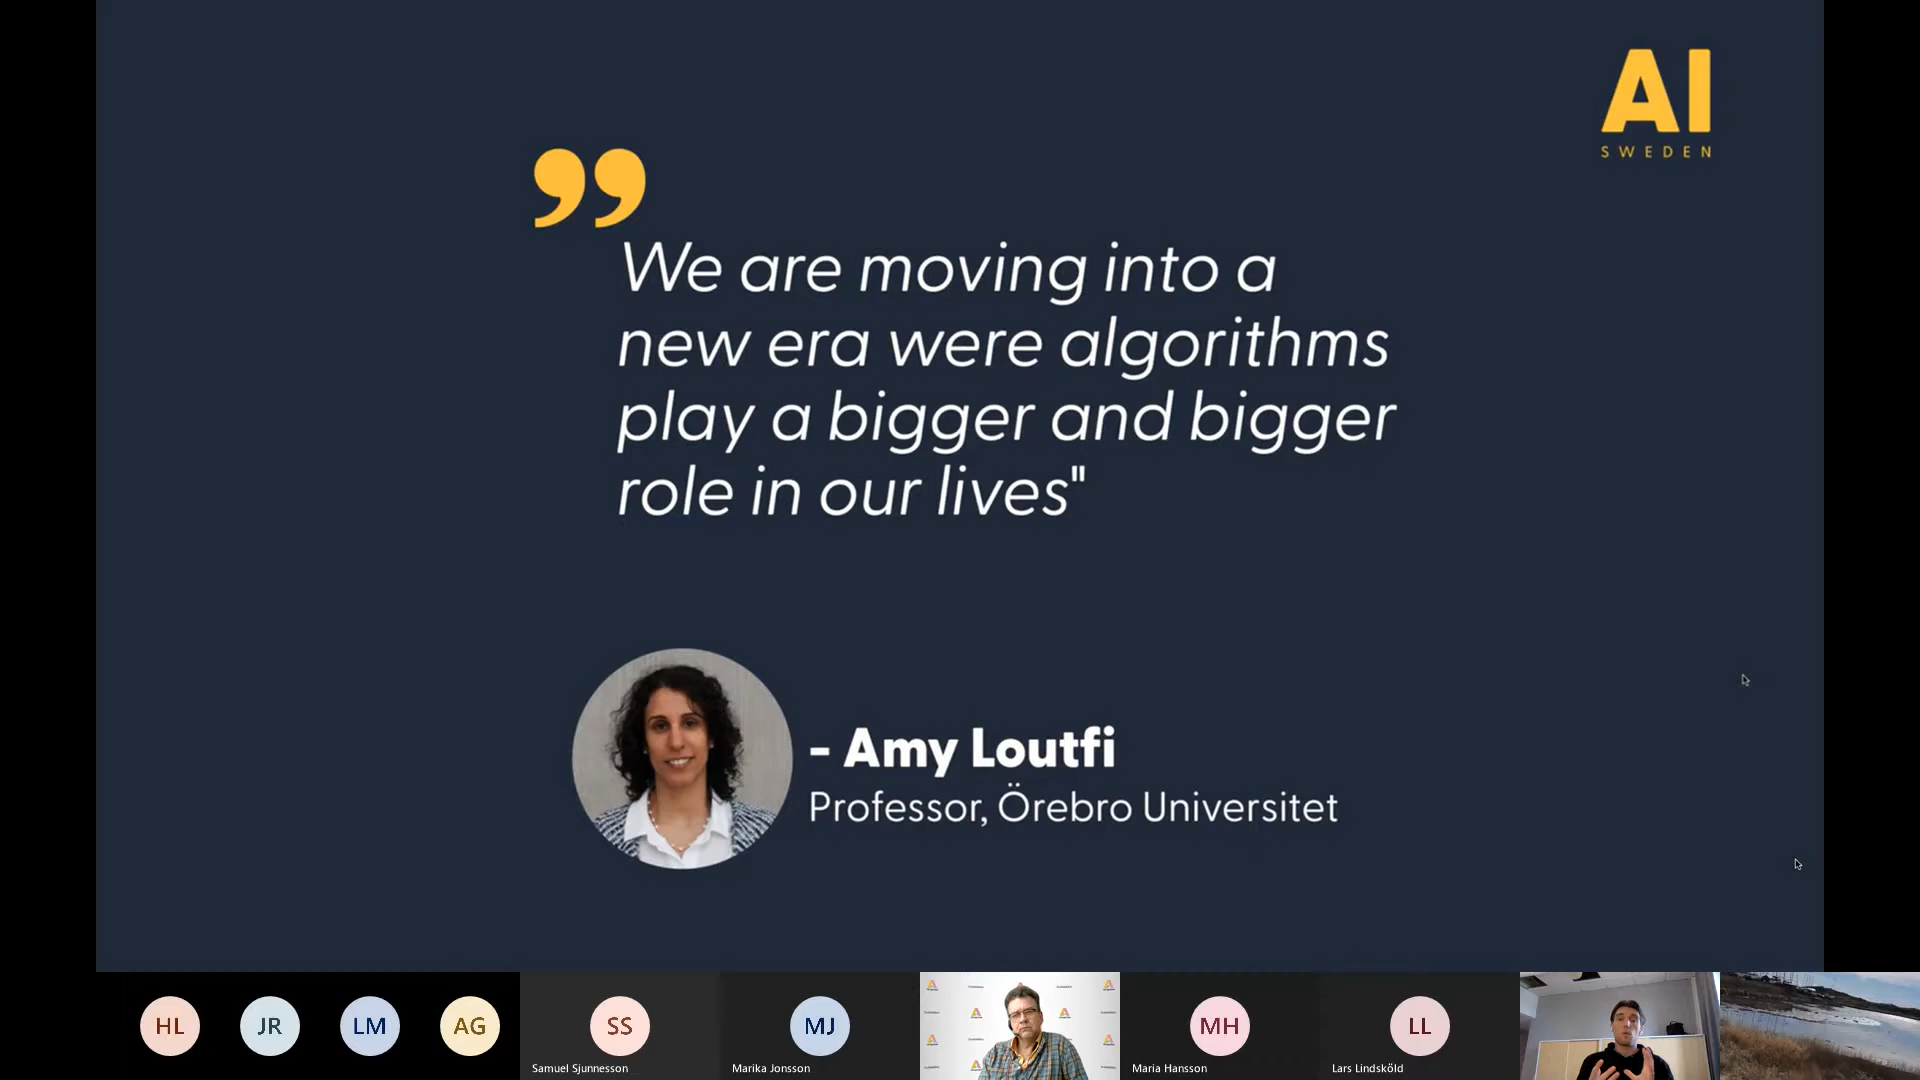 AI
SWEDEN
”
We are moving into a
new era were algorithms
play a bigger and bigger
role in our lives"
- Amy Loutfi
Professor, Örebro Universitet
HL
JR
LM
AG
SS
Samuel Sjunnesson
MJ
Marika Jonsson
MH
Maria Hansson
LL
Lars Lindsköld